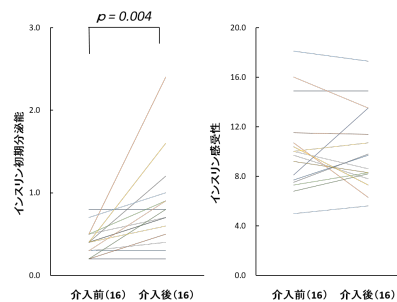 p = 0.004
3.0
2.0
1.0
0.0
インスリン初期分泌能
介入前（16） 介入後（16）
20.0
16.0
12.0
8.0
4.0
0.0
インスリン感受性
介入前（16） 介入後（16）